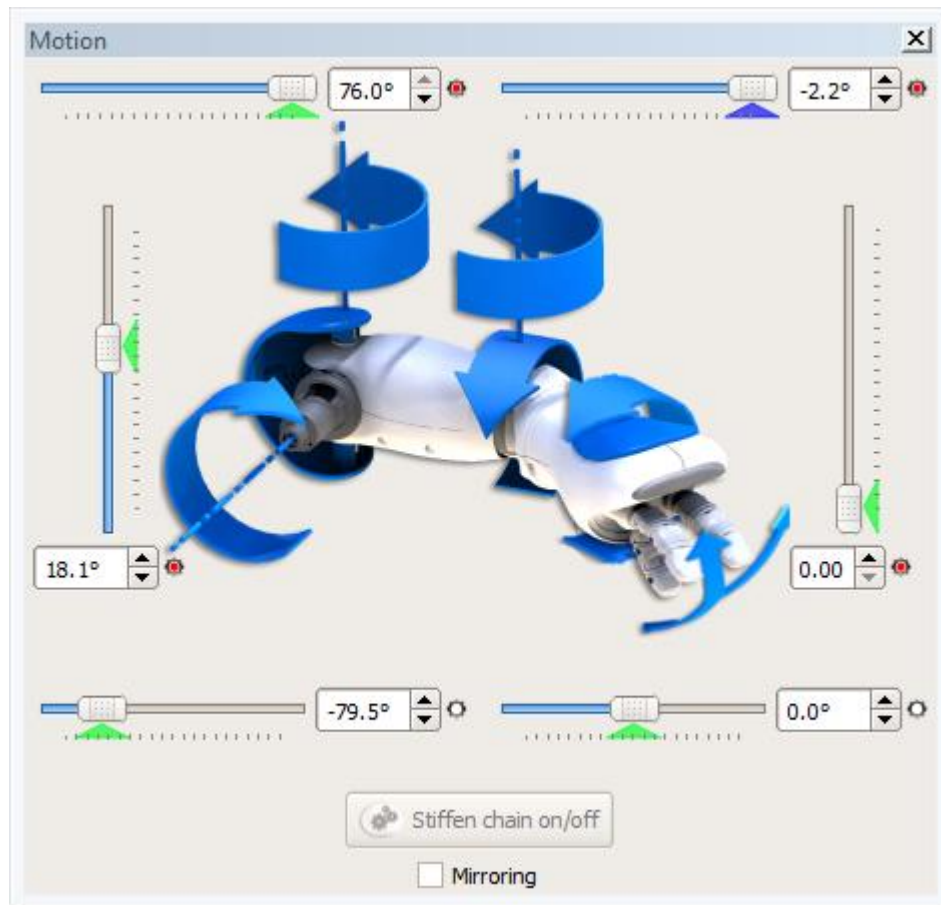 Motion
76.0°
-2.2°
18.1°
0.00
-79.5°
0.0°
Stiffen chain on/off
Mirroring